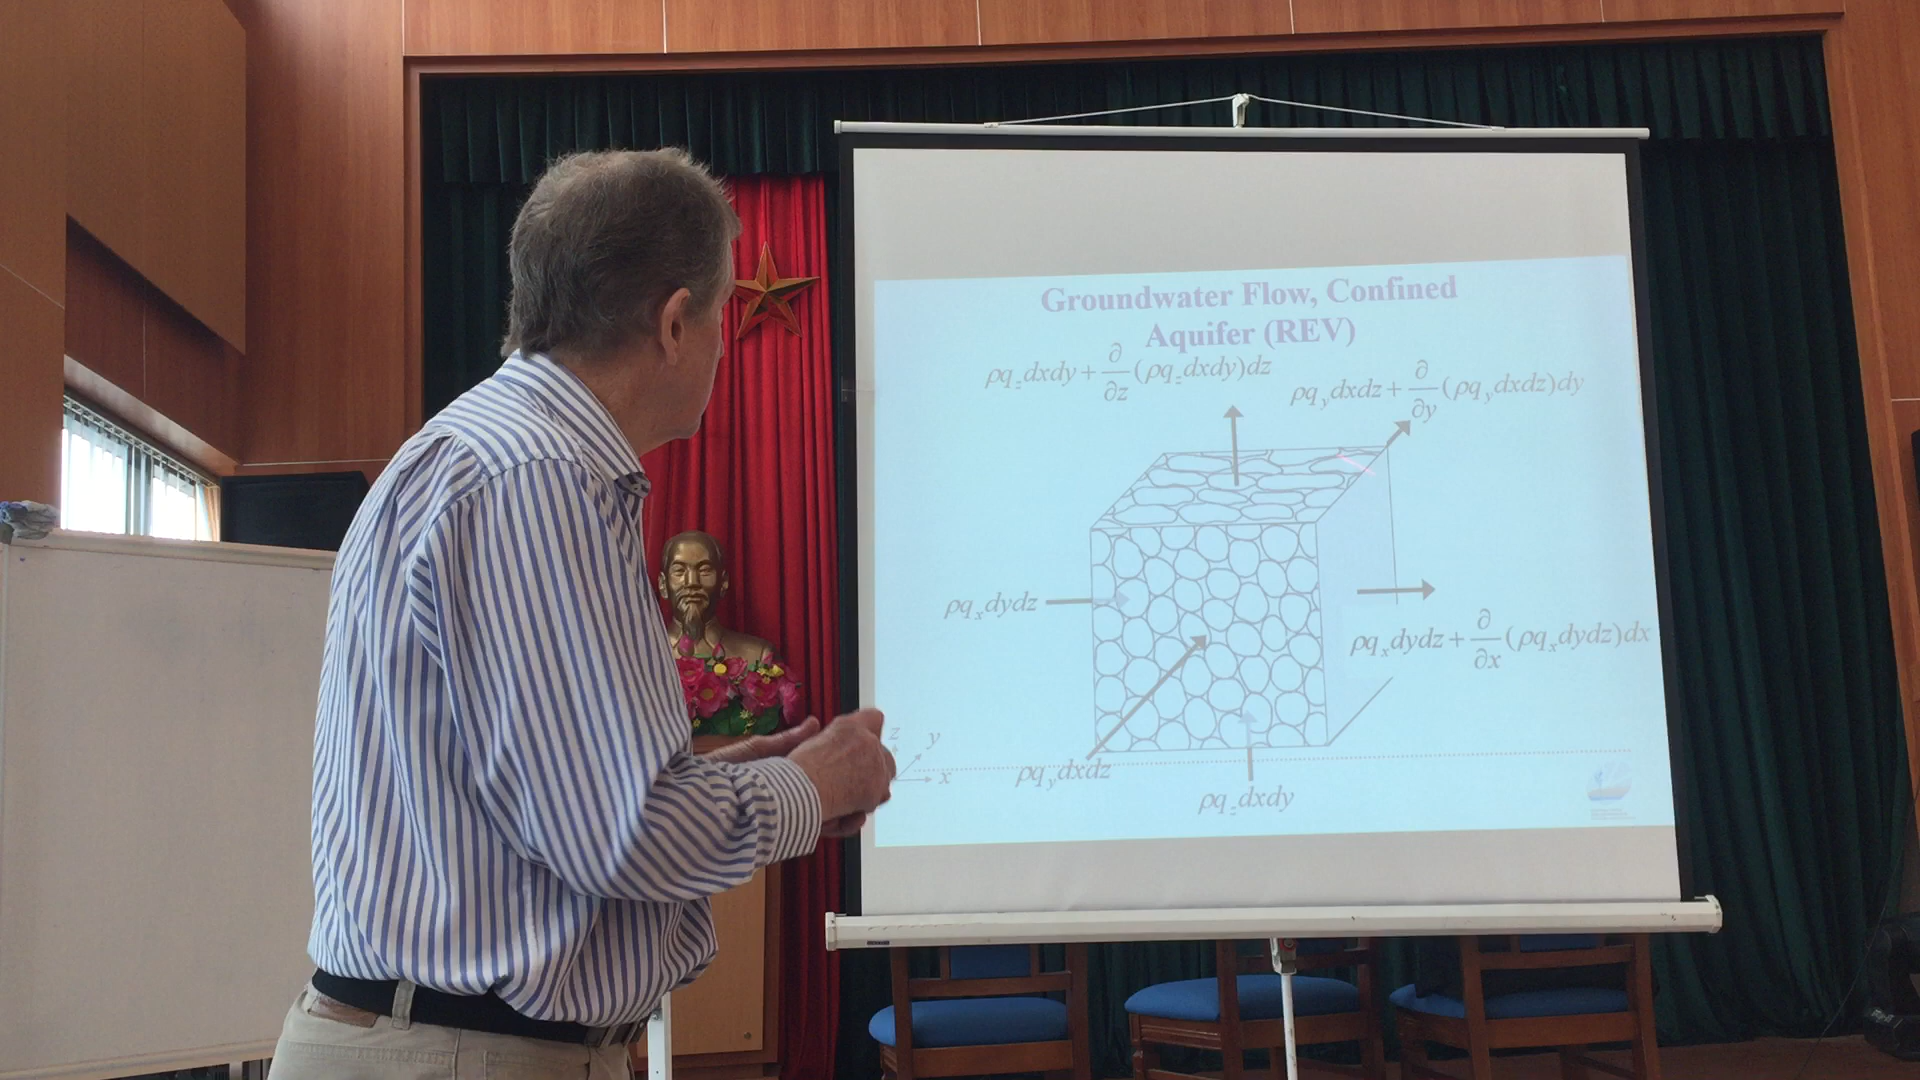 Groundwater Flow, Confined
Aquifer (REV)
ρq_z dxdy + ∂/∂z (ρq_z dxdy)dz
ρq_y dxdz + ∂/∂y (ρq_y dxdz)dy
ρq_x dydz
ρq_x dydz + ∂/∂x (ρq_x dydz)dx
z
y
x
ρq_y dxdz
ρq_z dxdy